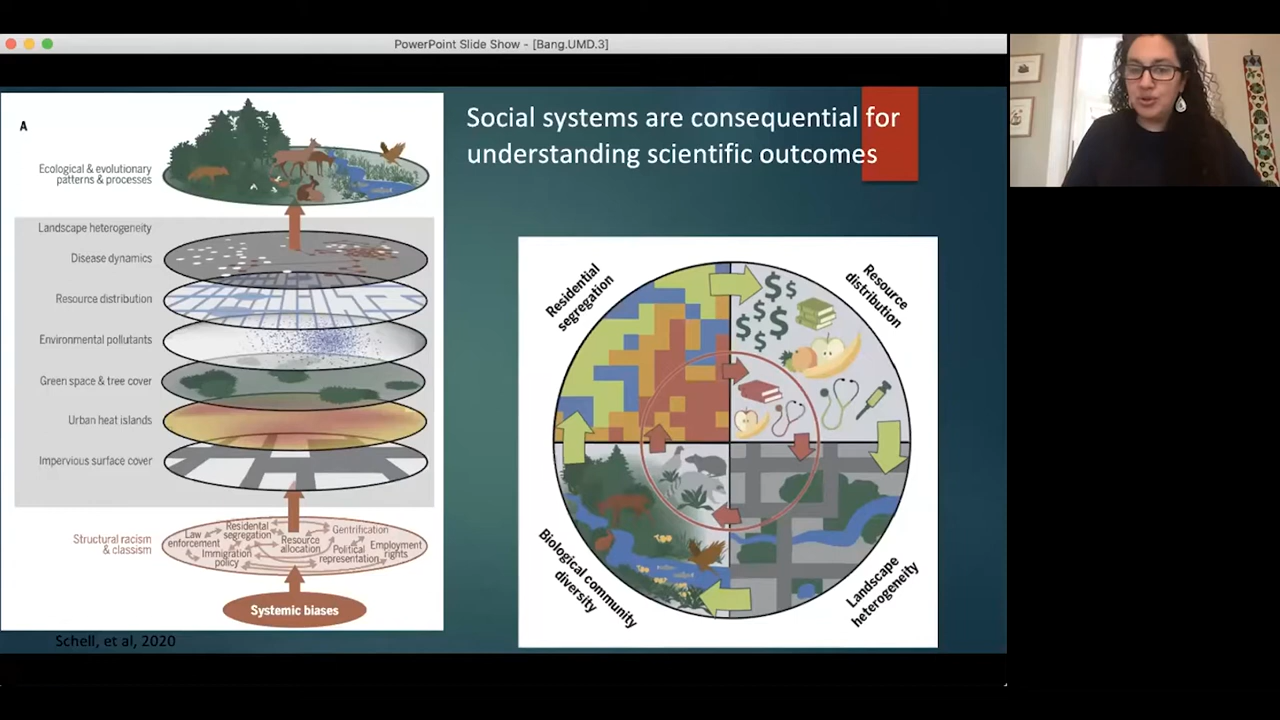 PowerPoint Slide Show - [Bang.UMD.3]
Social systems are consequential for
understanding scientific outcomes
A
Ecological & evolutionary
patterns & processes
Landscape heterogeneity
Disease dynamics
Resource distribution
Environmental pollutants
Green space & tree cover
Urban heat islands
Impervious surface cover
Structural racism
& classism
Law
enforcement
Residental
segregation
Gentrification
Immigration
policy
Resource
allocation
Political
representation
Employment
rights
Systemic biases
Schell, et al, 2020
Residential
segregation
Resource
distribution
$ $ $ $ $ $
Biological community
diversity
Landscape
heterogeneity